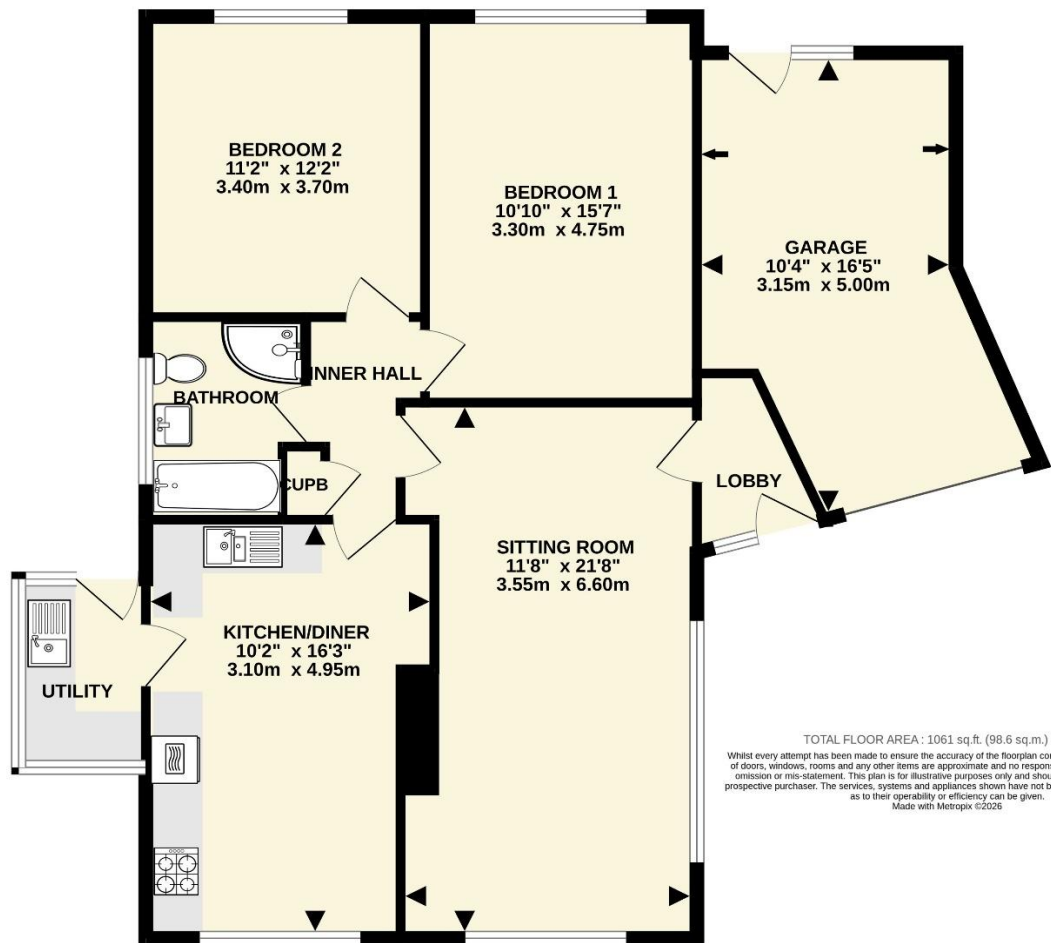 BEDROOM 2
11'2" x 12'2"
3.40m x 3.70m
BEDROOM 1
10'10" x 15'7"
3.30m x 4.75m
GARAGE
10'4" x 16'5"
3.15m x 5.00m
INNER HALL
BATHROOM
CUPB
LOBBY
SITTING ROOM
11'8" x 21'8"
3.55m x 6.60m
KITCHEN/DINER
10'2" x 16'3"
3.10m x 4.95m
UTILITY
TOTAL FLOOR AREA : 1061 sq.ft. (98.6 sq.m.)
Whilst every attempt has been made to ensure the accuracy of the floorplan
of doors, windows, rooms and any other items are approximate and no
omission or mis-statement. This plan is for illustrative purposes only and
prospective purchaser. The services, systems and appliances shown have not
as to their operability or efficiency can be given.
Made with Metropix ©2026